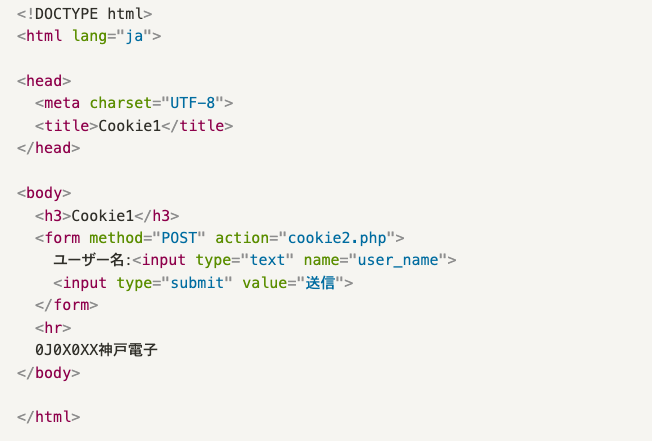 <!DOCTYPE html>
<html lang="ja">
<head>
<meta charset="UTF-8">
<title>Cookie1</title>
</head>
<body>
<h3>Cookie1</h3>
<form method="POST" action="cookie2.php">
ユーザー名:<input type="text" name="user_name">
<input type="submit" value="送信">
</form>
<hr>
0J0X0XX神戸電子
</body>
</html>